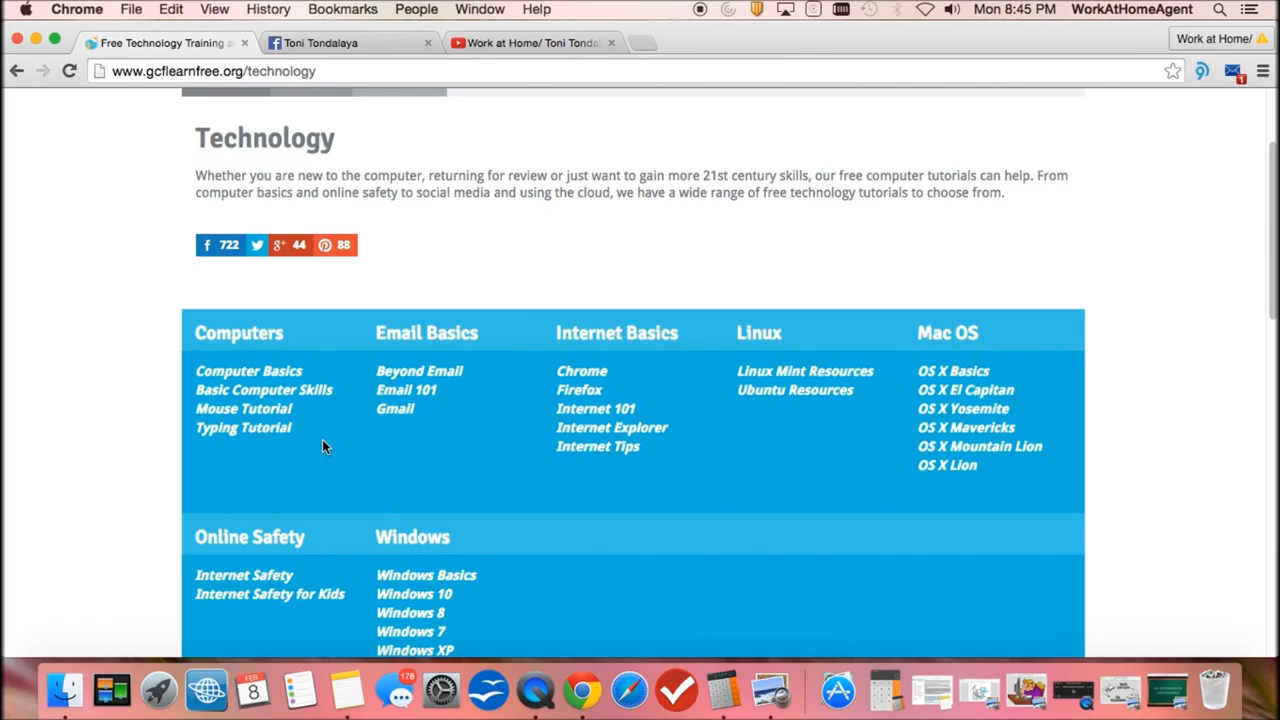 Chrome File Edit View History Bookmarks People Window Help Mon 8:45 PM WorkAtHomeAgent
Free Technology Training a Toni Tondalaya Work at Home/ Toni Tonda Work at Home/
www.gcflearnfree.org/technology 1
Technology
Whether you are new to the computer, returning for review or just want to gain more 21st century skills, our free computer tutorials can help. From
computer basics and online safety to social media and using the cloud, we have a wide range of free technology tutorials to choose from.
722 44 88
Computers Email Basics Internet Basics Linux Mac OS
Computer Basics Beyond Email Chrome Linux Mint Resources OS X Basics
Basic Computer Skills Email 101 Firefox Ubuntu Resources OS X El Capitan
Mouse Tutorial Gmail Internet 101 OS X Yosemite
Typing Tutorial Internet Explorer OS X Mavericks
Internet Tips OS X Mountain Lion
OS X Lion
Online Safety Windows
Internet Safety Windows Basics
Internet Safety for Kids Windows 10
Windows 8
Windows 7
Windows XP
FEB 178
8